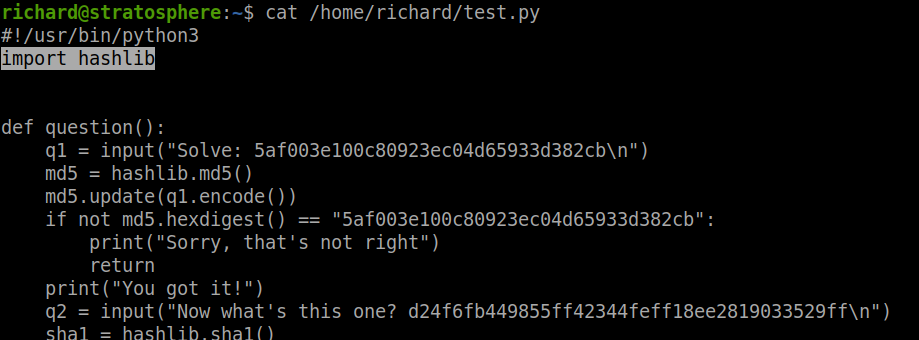 richard@stratosphere:~$ cat /home/richard/test.py
#!/usr/bin/python3
import hashlib
def question():
    q1 = input("Solve: 5af003e100c80923ec04d65933d382cb\n")
    md5 = hashlib.md5()
    md5.update(q1.encode())
    if not md5.hexdigest() == "5af003e100c80923ec04d65933d382cb":
        print("Sorry, that's not right")
        return
    print("You got it!")
    q2 = input("Now what's this one? d24f6fb449855ff42344feff18ee2819033529ff\n")
    sha1 = hashlib.sha1()